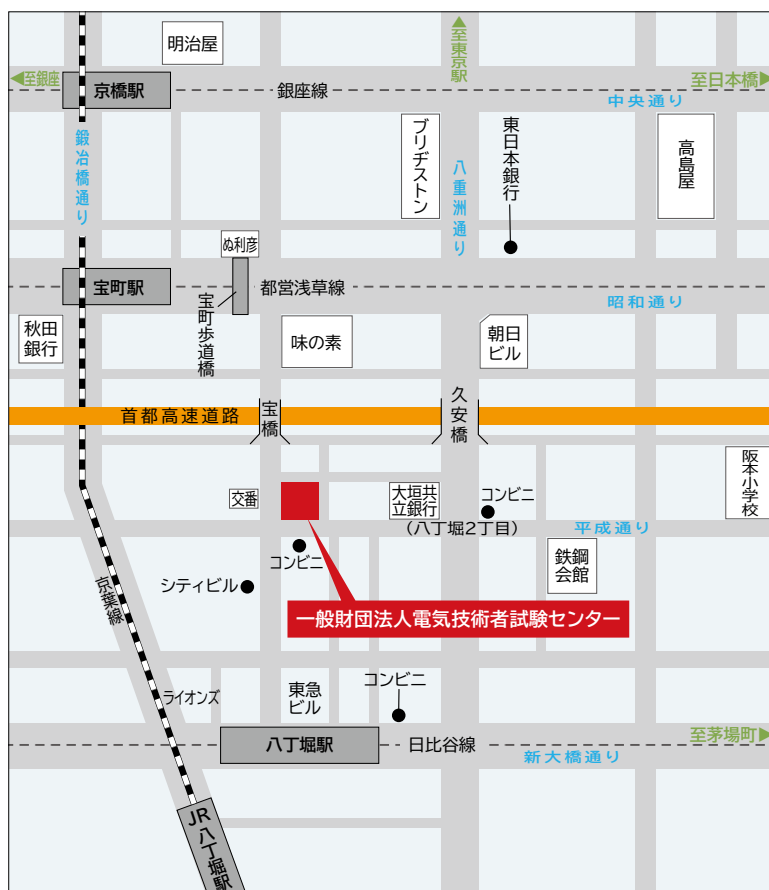 明治屋
▲至東京駅
◀至銀座
京橋駅
銀座線
至日本橋▶
中央通り
鍛冶橋通り
ブリヂストン
八重洲通り
東日本銀行
高島屋
ぬ利彦
宝町駅
都営浅草線
昭和通り
宝町歩道橋
秋田
銀行
味の素
朝日
ビル
首都高速道路
宝橋
久安橋
阪本小学校
交番
大垣共
立銀行
コンビニ
(八丁堀2丁目)
平成通り
コンビニ
鉄鋼
会館
シティビル
京葉線
一般財団法人電気技術者試験センター
ライオンズ
東急
ビル
コンビニ
八丁堀駅
日比谷線
至茅場町▶
新大橋通り
JR八丁堀駅